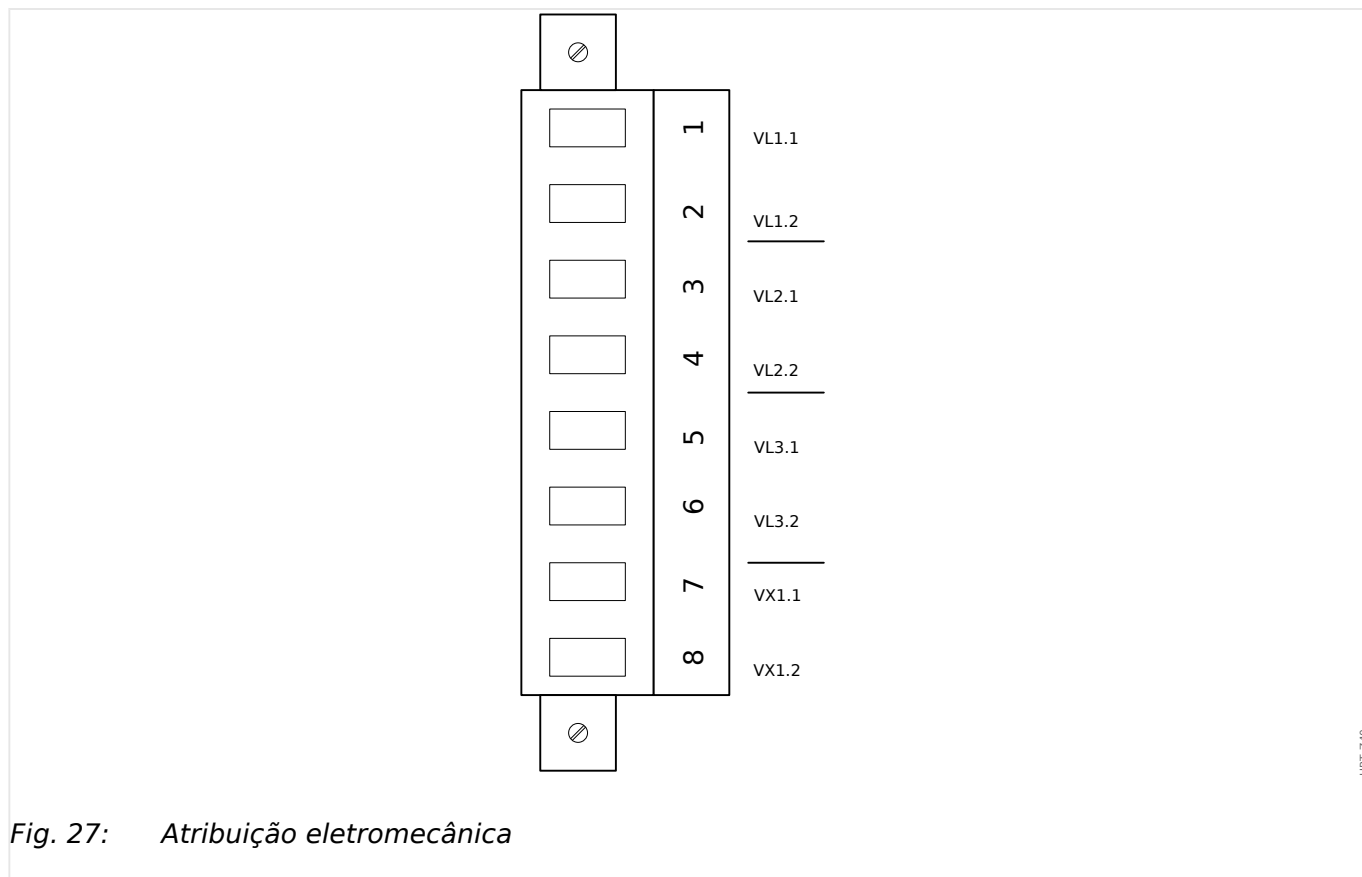 1 VL1.1
2 VL1.2
3 VL2.1
4 VL2.2
5 VL3.1
6 VL3.2
7 VX1.1
8 VX1.2
Fig. 27: Atribuição eletromecânica